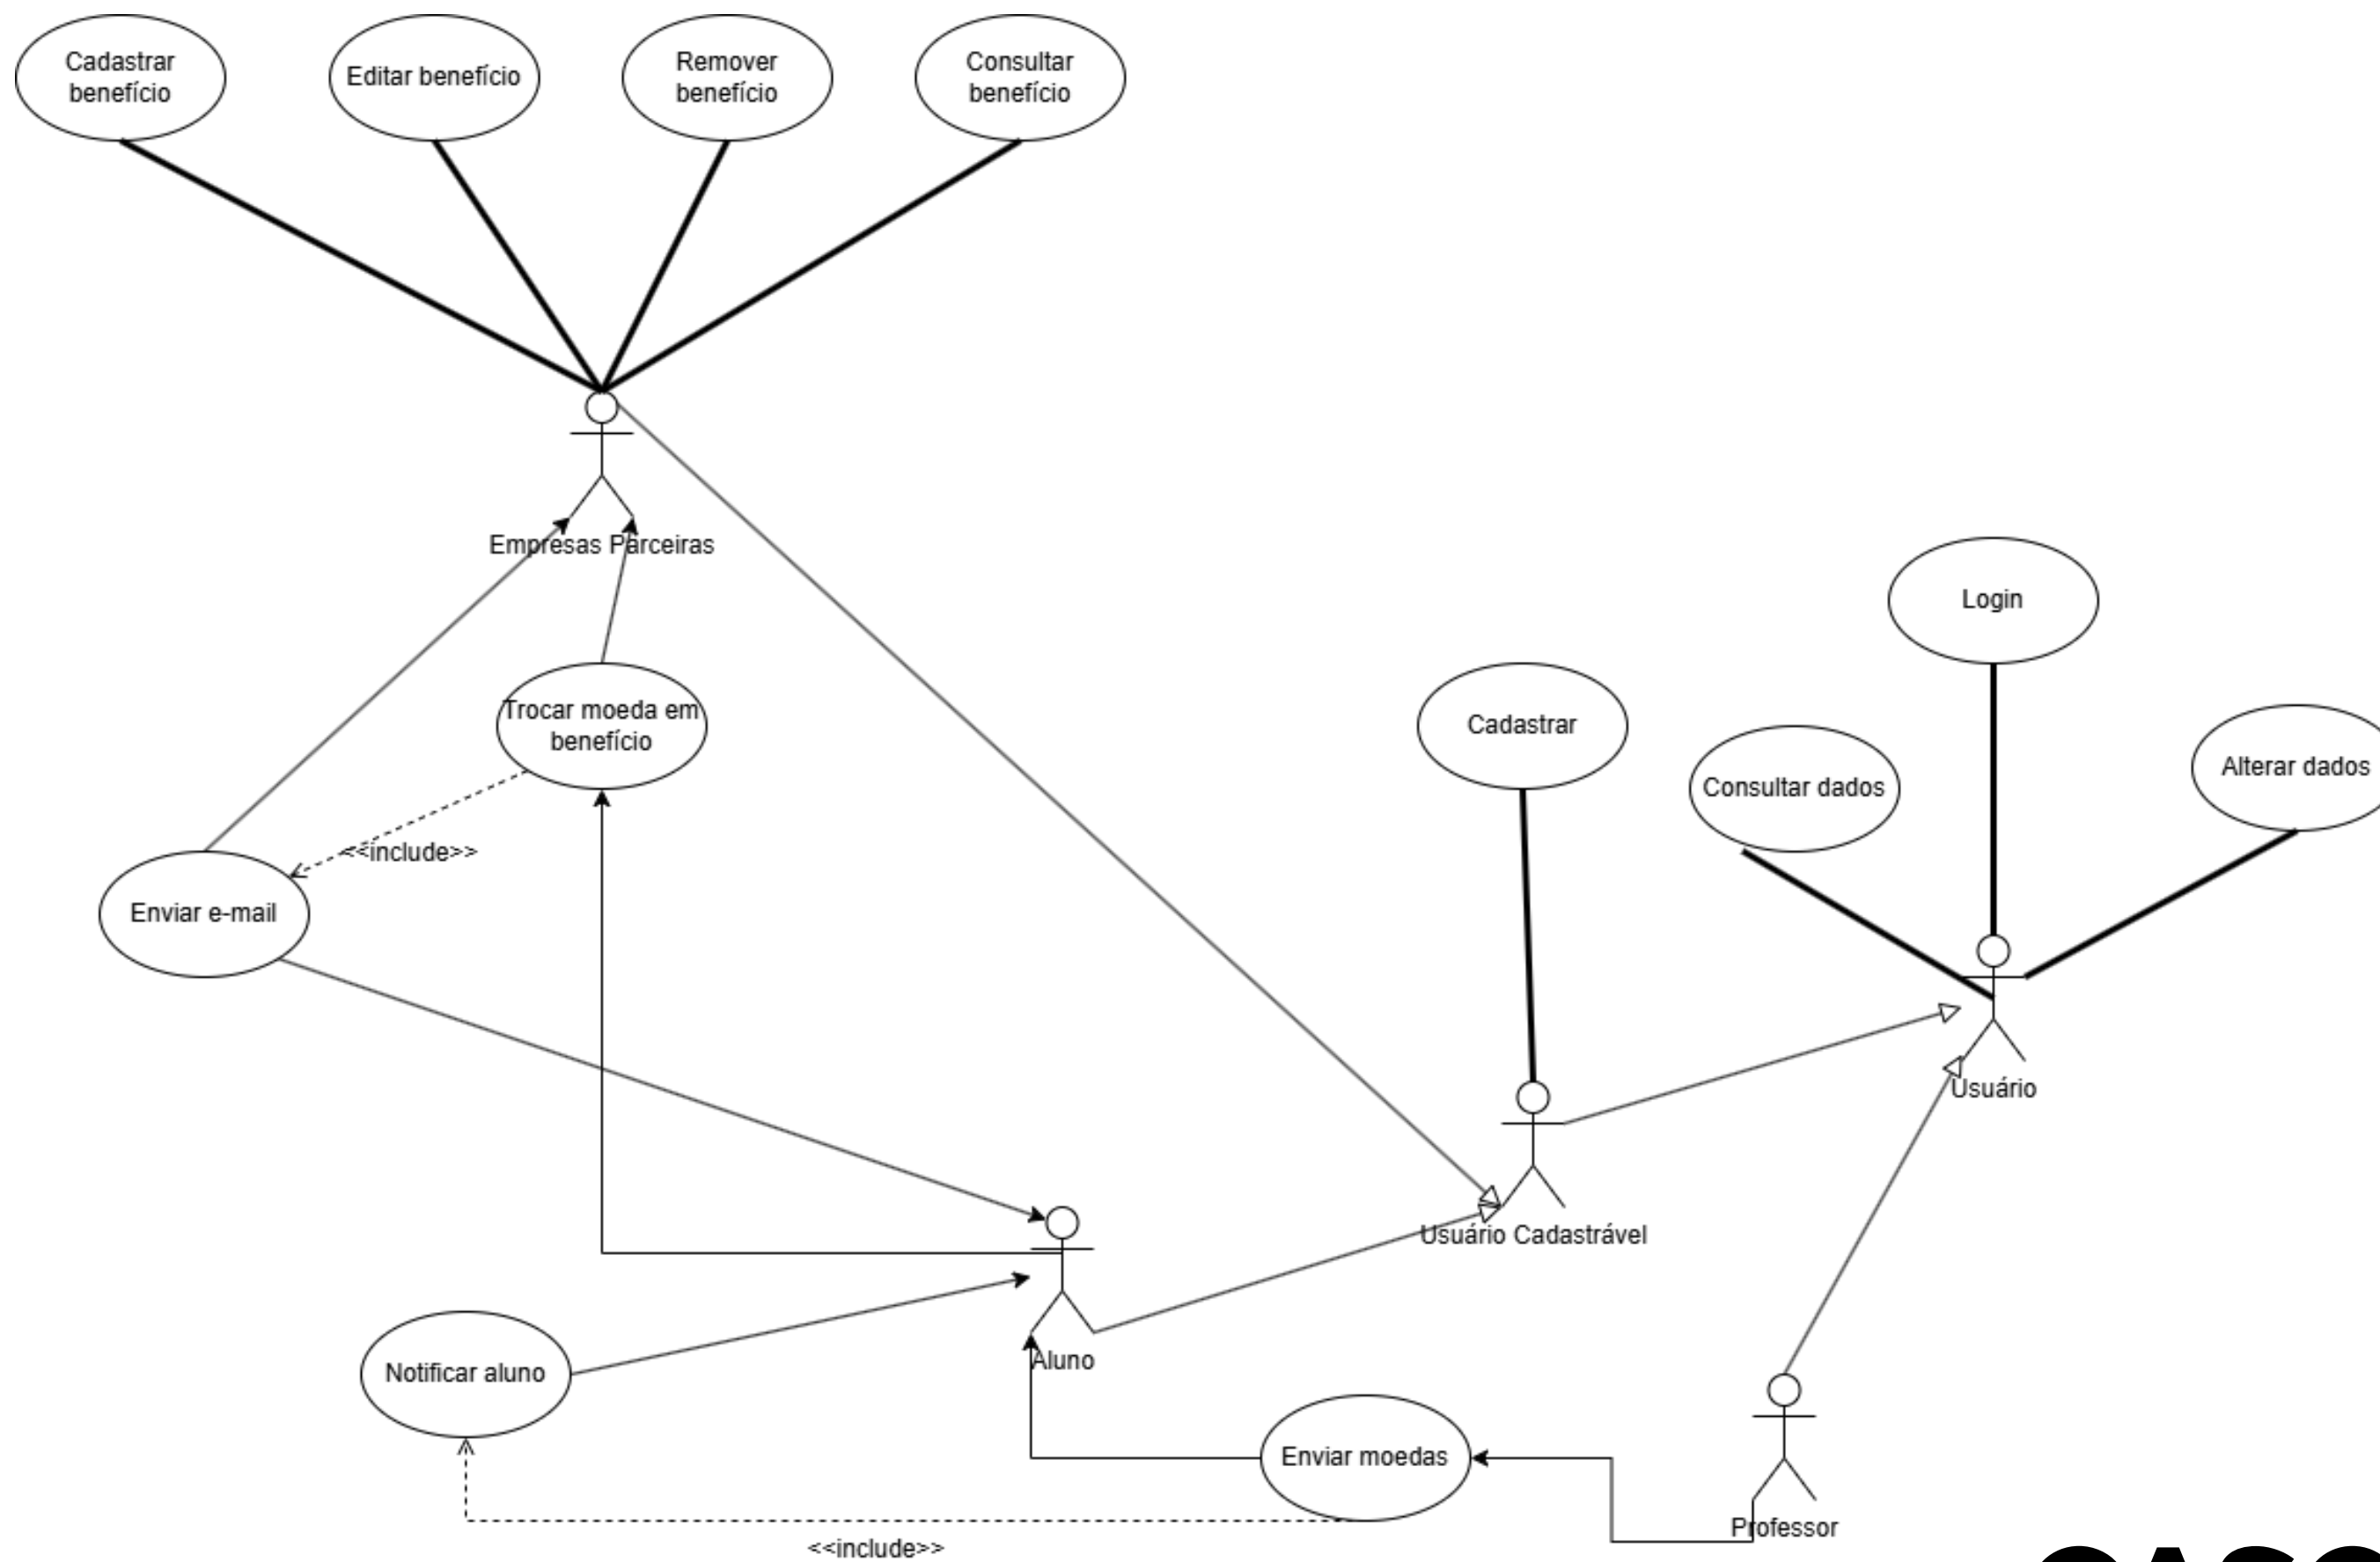 Cadastrar
benefício
Editar benefício
Remover
benefício
Consultar
benefício
Empresas Parceiras
Login
Trocar moeda em
benefício
Cadastrar
Consultar dados
Alterar dados
<<include>>
Enviar e-mail
Usuário
Usuário Cadastrável
Aluno
Notificar aluno
Enviar moedas
Professor
<<include>>